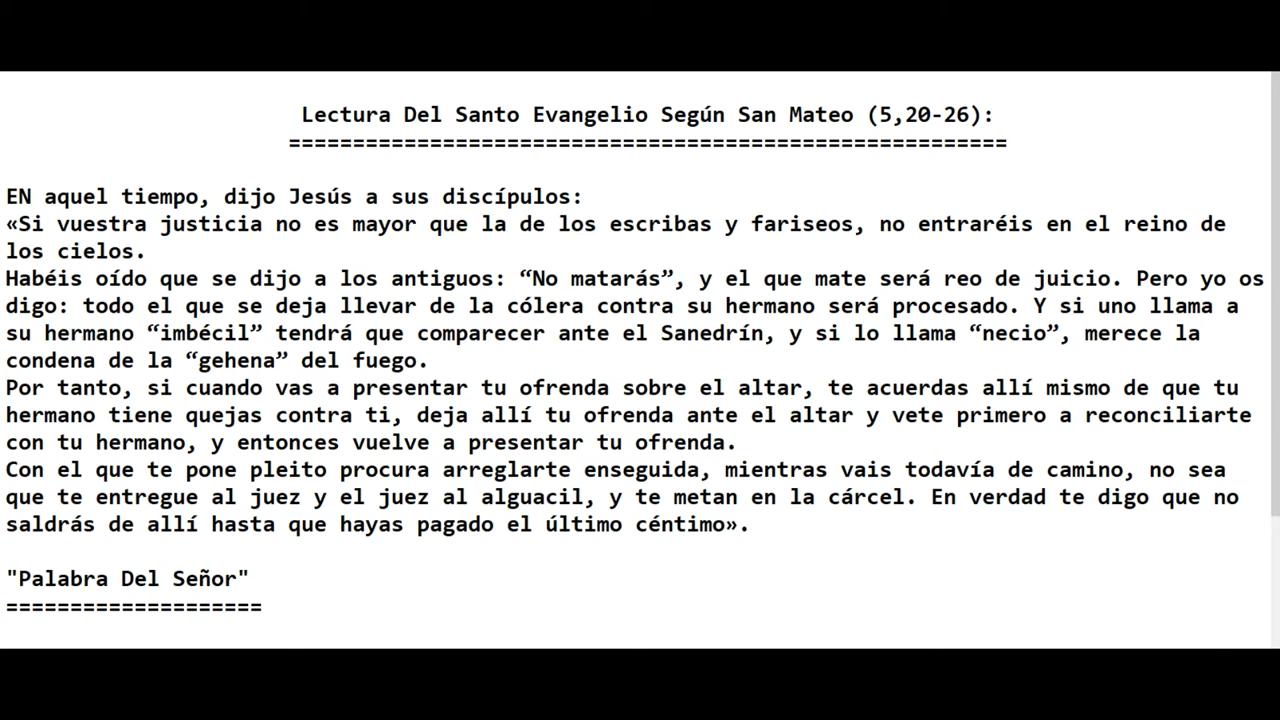 Lectura Del Santo Evangelio Según San Mateo (5,20-26):
========================================================
EN aquel tiempo, dijo Jesús a sus discípulos:
«Si vuestra justicia no es mayor que la de los escribas y fariseos, no entraréis en el reino de
los cielos.
Habéis oído que se dijo a los antiguos: “No matarás”, y el que mate será reo de juicio. Pero yo os
digo: todo el que se deja llevar de la cólera contra su hermano será procesado. Y si uno llama a
su hermano “imbécil” tendrá que comparecer ante el Sanedrín, y si lo llama “necio”, merece la
condena de la “gehena” del fuego.
Por tanto, si cuando vas a presentar tu ofrenda sobre el altar, te acuerdas allí mismo de que tu
hermano tiene quejas contra ti, deja allí tu ofrenda ante el altar y vete primero a reconciliarte
con tu hermano, y entonces vuelve a presentar tu ofrenda.
Con el que te pone pleito procura arreglarte enseguida, mientras vais todavía de camino, no sea
que te entregue al juez y el juez al alguacil, y te metan en la cárcel. En verdad te digo que no
saldrás de allí hasta que hayas pagado el último céntimo».
"Palabra Del Señor"
====================